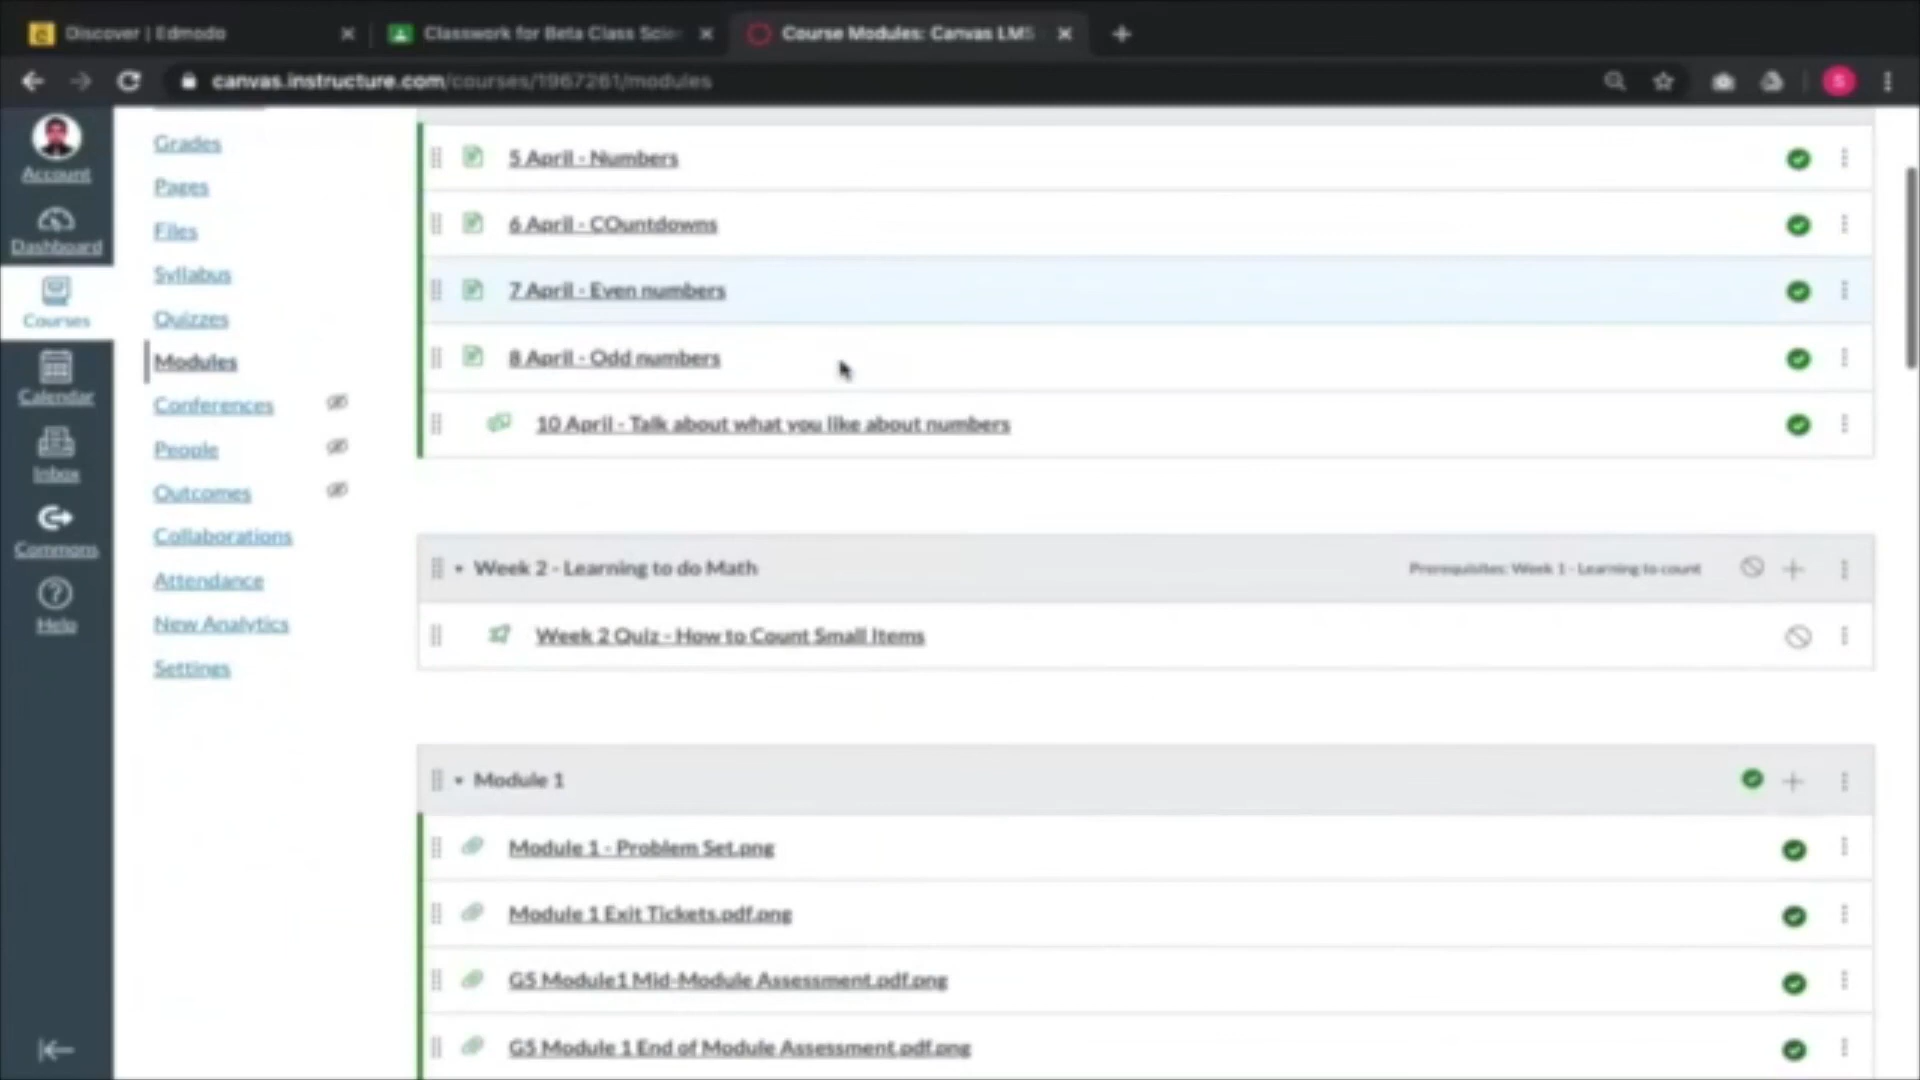 Discover | Edmodo
Classwork for Beta Class Scie
Course Modules: Canvas LMS
canvas.instructure.com/courses/1967261/modules
S
Account
Dashboard
Courses
Calendar
Inbox
Commons
Help
Grades
Pages
Files
Syllabus
Quizzes
Modules
Conferences
People
Outcomes
Collaborations
Attendance
New Analytics
Settings
5 April - Numbers
6 April - COuntdowns
7 April - Even numbers
8 April - Odd numbers
10 April - Talk about what you like about numbers
Week 2 - Learning to do Math
Prerequisites: Week 1 - Learning to count
Week 2 Quiz - How to Count Small Items
Module 1
Module 1 - Problem Set.png
Module 1 Exit Tickets.pdf.png
G5 Module1 Mid-Module Assessment.pdf.png
G5 Module 1 End of Module Assessment.pdf.png